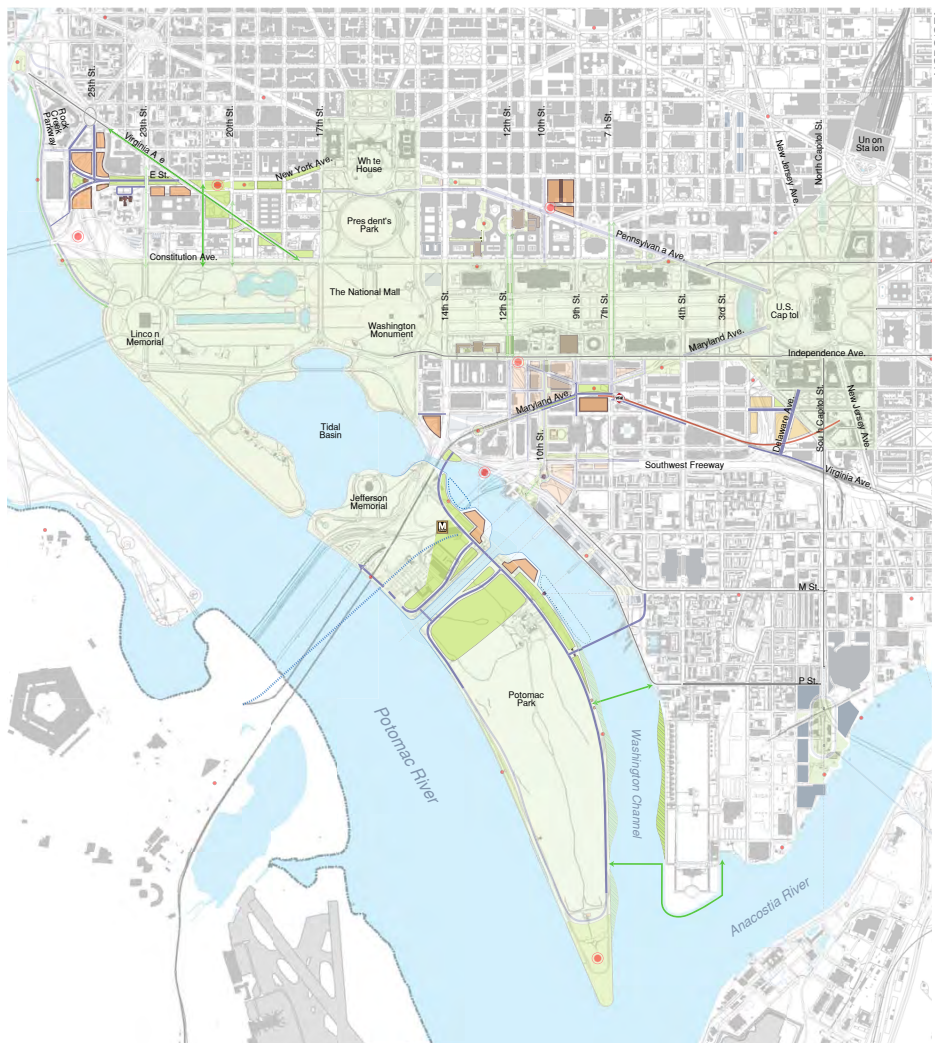 25th St.
23rd St.
20th St.
17th St.
12th St.
10th St.
7 h St.
New Jersey Ave.
North Capitol St.
Un on
Sta ion
Rock
Creek
Parkway
Virginia A e
E St.
New York Ave.
Wh te
House
Pres dent's
Park
Pennsylvan a Ave.
Constitution Ave.
The National Mall
14th St.
12th St.
9th St.
7th St.
4th St.
3rd St.
U.S.
Cap tol
Linco n
Memorial
Washington
Monument
Maryland Ave.
Independence Ave.
Tidal
Basin
Maryland Ave.
10th St.
Delaware Ave.
Sou h Capitol St.
New Jersey Ave.
Southwest Freeway
Virginia Ave.
Jefferson
Memorial
M
M St.
P St.
Potomac
Park
Potomac River
Washington Channel
Anacostia River